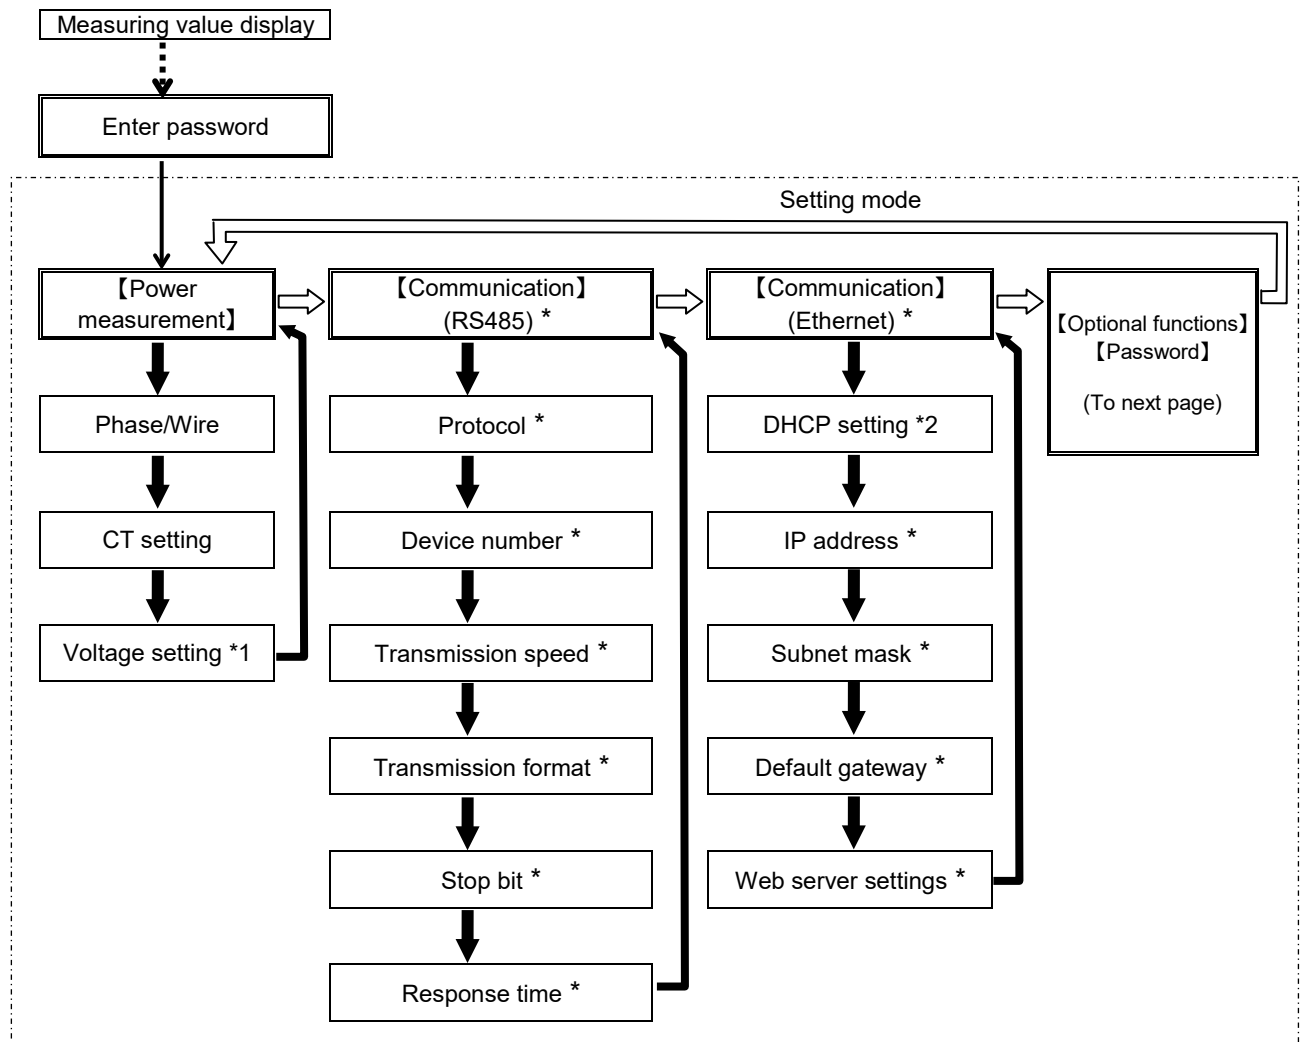 Measuring value display
Enter password
Setting mode
【Power
measurement】
Phase/Wire
CT setting
Voltage setting *1
【Communication】
(RS485) *
Protocol *
Device number *
Transmission speed *
Transmission format *
Stop bit *
Response time *
【Communication】
(Ethernet) *
DHCP setting *2
IP address *
Subnet mask *
Default gateway *
Web server settings *
【Optional functions】
【Password】
(To next page)